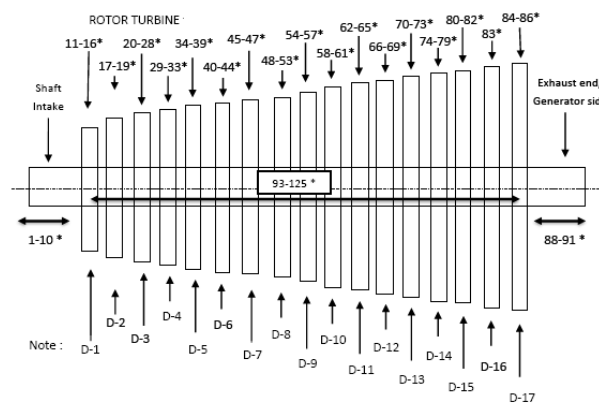 ROTOR TURBINE
11-16*
17-19*
20-28*
29-33*
34-39*
40-44*
45-47*
48-53*
54-57*
58-61*
62-65*
66-69*
70-73*
74-79*
80-82*
83*
84-86*
Shaft
Intake
Exhaust end,
Generator side
93-125 *
1-10 *
88-91 *
Note :
D-1
D-2
D-3
D-4
D-5
D-6
D-7
D-8
D-9
D-10
D-11
D-12
D-13
D-14
D-15
D-16
D-17